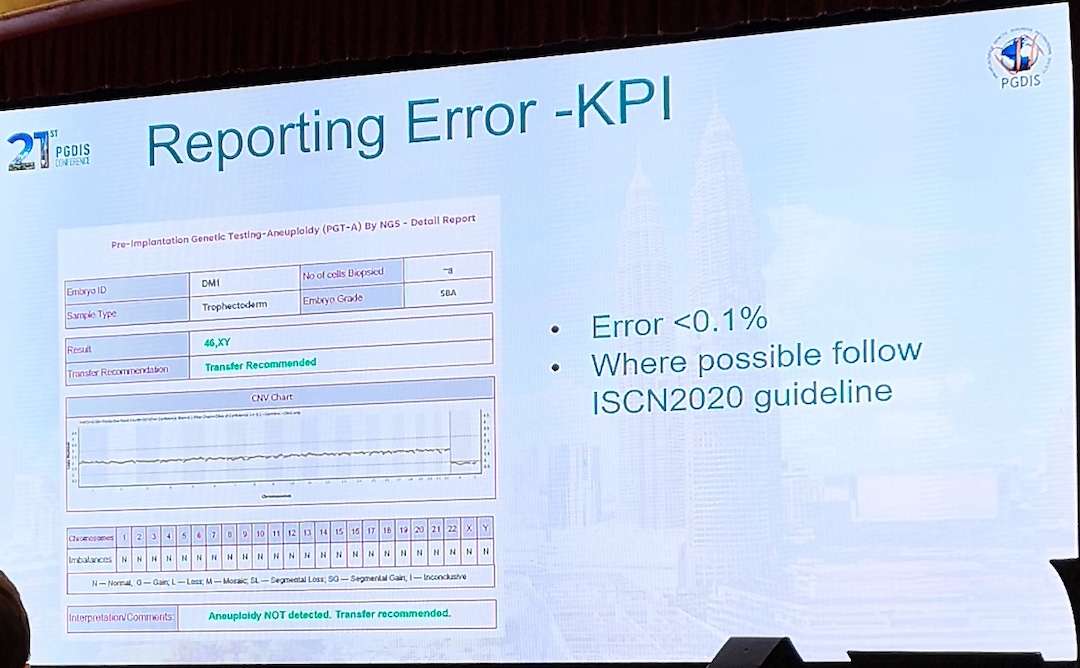 21ST
PGDIS
CONFERENCE
Reporting Error -KPI
PGDIS
Pre-Implantation Genetic Testing-Aneuploidy (PGT-A) By NGS - Detail Report
Embryo ID DM1 No of cells Biopsied ~8
Sample Type Trophectoderm Embryo Grade 5BA
Result 46,XY
Transfer Recommendation Transfer Recommended
CNV Chart
Chromosomes
Chromosomes 1 2 3 4 5 6 7 8 9 10 11 12 13 14 15 16 17 18 19 20 21 22 X Y
Imbalances N N N N N N N N N N N N N N N N N N N N N N N N
N — Normal, G — Gain; L — Loss; M — Mosaic; SL — Segmental Loss; SG — Segmental Gain; I — Inconclusive
Interpretation/Comments: Aneuploidy NOT detected. Transfer recommended.
• Error <0.1%
• Where possible follow
ISCN2020 guideline